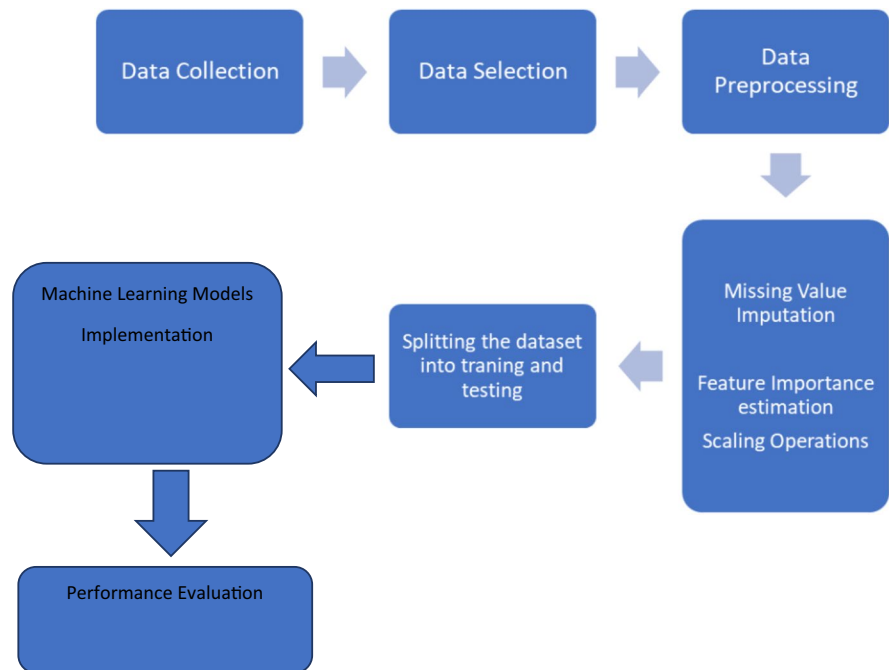 Data Collection
Data Selection
Data
Preprocessing
Missing Value
Imputation
Feature Importance
estimation
Scaling Operations
Splitting the dataset
into traning and
testing
Machine Learning Models
Implementation
Performance Evaluation